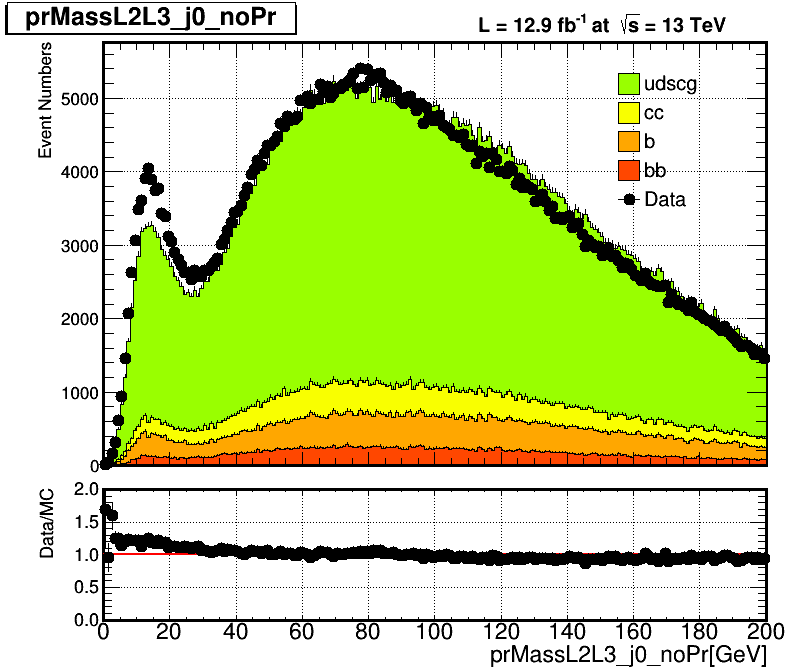 prMassL2L3_j0_noPr
L = 12.9 fb-1 at √s = 13 TeV
Event Numbers
5000
4000
3000
2000
1000
0
udscg
cc
b
bb
Data
Data/MC
2.0
1.5
1.0
0.5
0.0
0 20 40 60 80 100 120 140 160 180 200
prMassL2L3_j0_noPr[GeV]